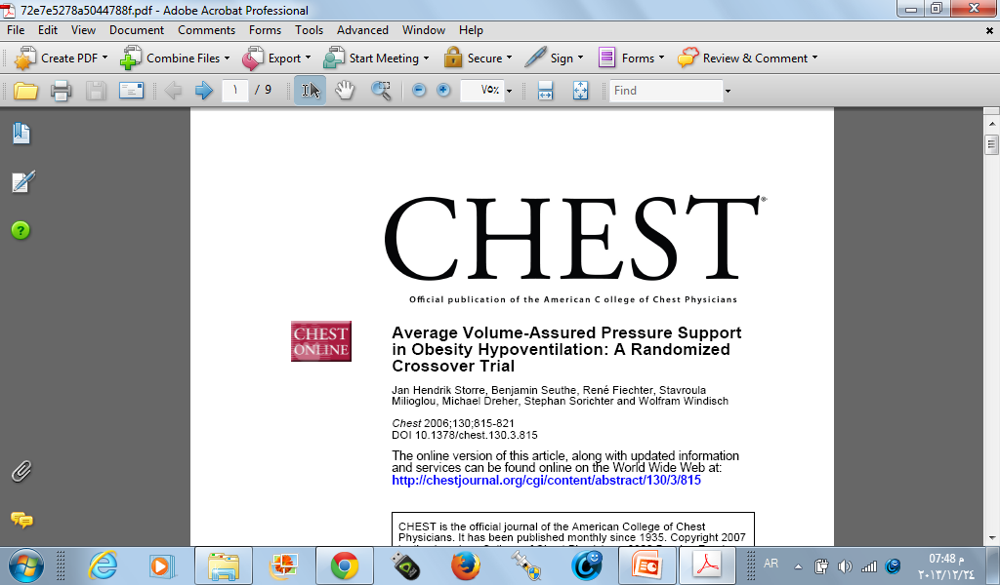 72e7e5278a5044788f.pdf - Adobe Acrobat Professional
File Edit View Document Comments Forms Tools Advanced Window Help
Create PDF Combine Files Export Start Meeting Secure Sign Forms Review & Comment
١ / 9 ٧٥% Find
CHEST®
Official publication of the American C ollege of Chest Physicians
CHEST
ONLINE
Average Volume-Assured Pressure Support
in Obesity Hypoventilation: A Randomized
Crossover Trial
Jan Hendrik Storre, Benjamin Seuthe, René Fiechter, Stavroula
Milioglou, Michael Dreher, Stephan Sorichter and Wolfram Windisch
Chest 2006;130;815-821
DOI 10.1378/chest.130.3.815
The online version of this article, along with updated information
and services can be found online on the World Wide Web at:
http://chestjournal.org/cgi/content/abstract/130/3/815
CHEST is the official journal of the American College of Chest
Physicians. It has been published monthly since 1935. Copyright 2007
AR
07:48 م
٢٠١٣/١٢/٢٤